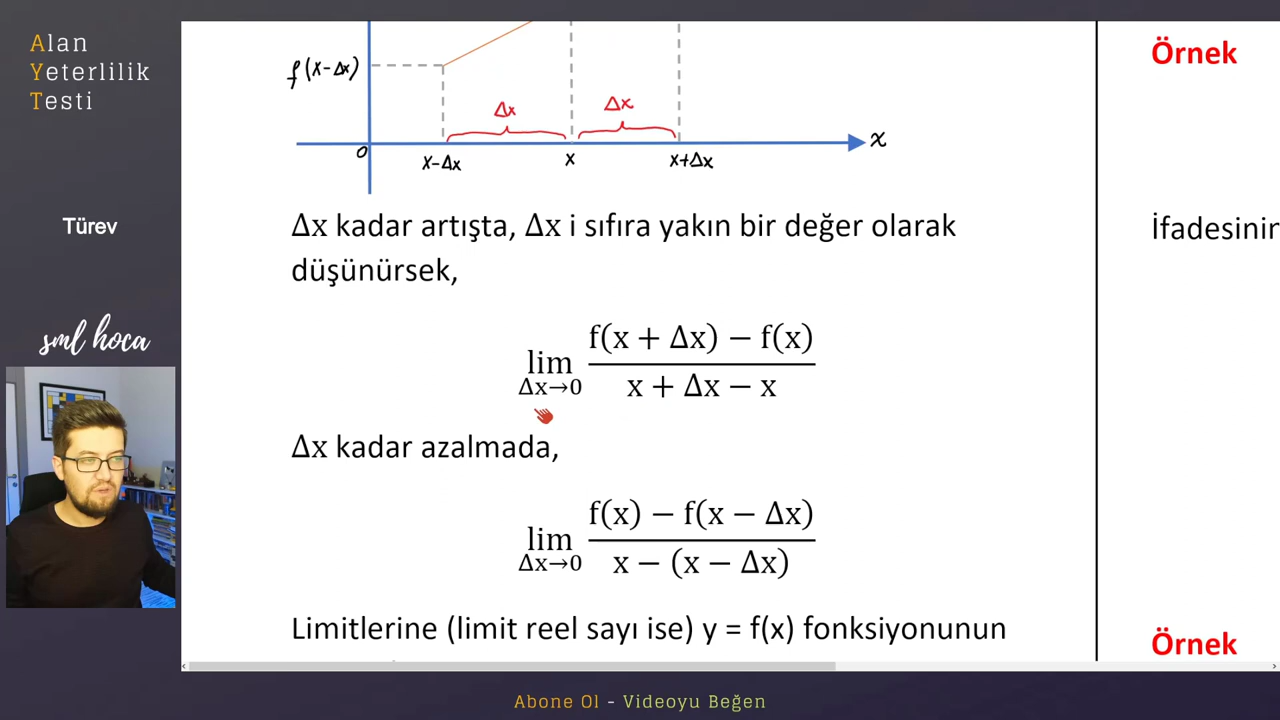 Alan
Yeterlilik
Testi
Türev
sml hoca
f(x-Δx)
Δx
Δx
0
x-Δx
x
x+Δx
x
Δx kadar artışta, Δx i sıfıra yakın bir değer olarak
düşünürsek,
lim Δx→0 f(x + Δx) − f(x) / x + Δx − x
Δx kadar azalmada,
lim Δx→0 f(x) − f(x − Δx) / x − (x − Δx)
Limitlerine (limit reel sayı ise) y = f(x) fonksiyonunun
Örnek
İfadesinir
Örnek
Abone Ol - Videoyu Beğen